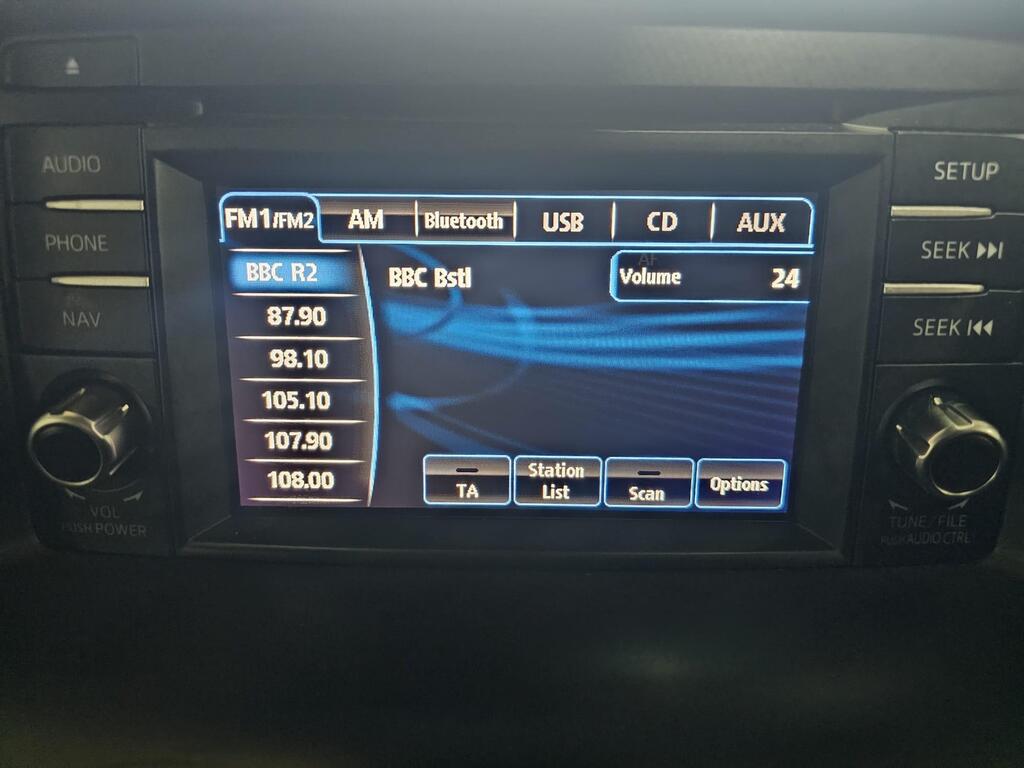 AUDIO
PHONE
NAV
VOL
PUSH POWER
FM1/FM2
AM
Bluetooth
USB
CD
AUX
BBC R2
87.90
98.10
105.10
107.90
108.00
BBC Bstl
AF
Volume 24
TA
Station
List
Scan
Options
SETUP
SEEK
SEEK
TUNE/FILE
PUSH AUDIO CTRL